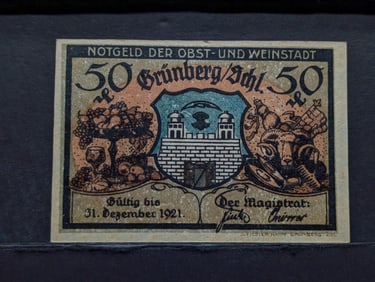 NOTGELD DER OBST- UND WEINSTADT
50 Grünberg/Schl. 50
Gültig bis
31. Dezember 1921.
Der Magistrat: